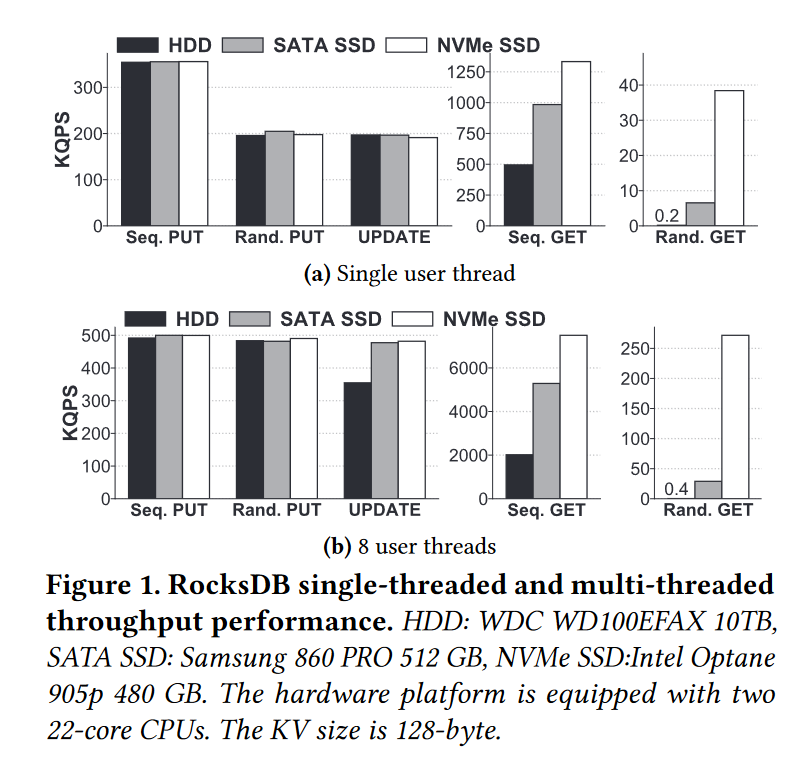 HDD SATA SSD NVMe SSD
KQPS
300
200
100
0
Seq. PUT Rand. PUT UPDATE
1250
1000
750
500
250
0
Seq. GET
40
30
20
10
0
0.2
Rand. GET
(a) Single user thread
HDD SATA SSD NVMe SSD
KQPS
500
400
300
200
100
0
Seq. PUT Rand. PUT UPDATE
6000
4000
2000
0
Seq. GET
250
200
150
100
50
0
0.4
Rand. GET
(b) 8 user threads
Figure 1. RocksDB single-threaded and multi-threaded
throughput performance. HDD: WDC WD100EFAX 10TB,
SATA SSD: Samsung 860 PRO 512 GB, NVMe SSD:Intel Optane
905p 480 GB. The hardware platform is equipped with two
22-core CPUs. The KV size is 128-byte.